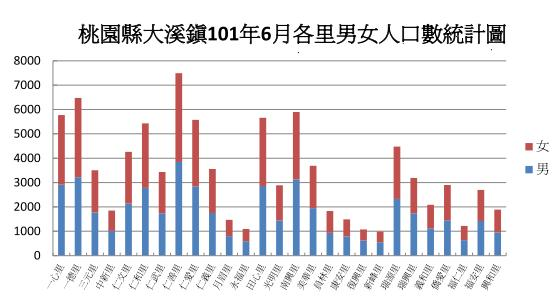 桃園縣大溪鎮101年6月各里男女人口數統計圖
8000
7000
6000
5000
4000
3000
2000
1000
0
女
男
一心里
一德里
三元里
中新里
仁文里
仁和里
仁武里
仁善里
仁愛里
仁義里
月眉里
永福里
田心里
光明里
南興里
美華里
員林里
康安里
復興里
新峰里
瑞源里
瑞興里
義和里
僑愛里
福仁里
福安里
興和里